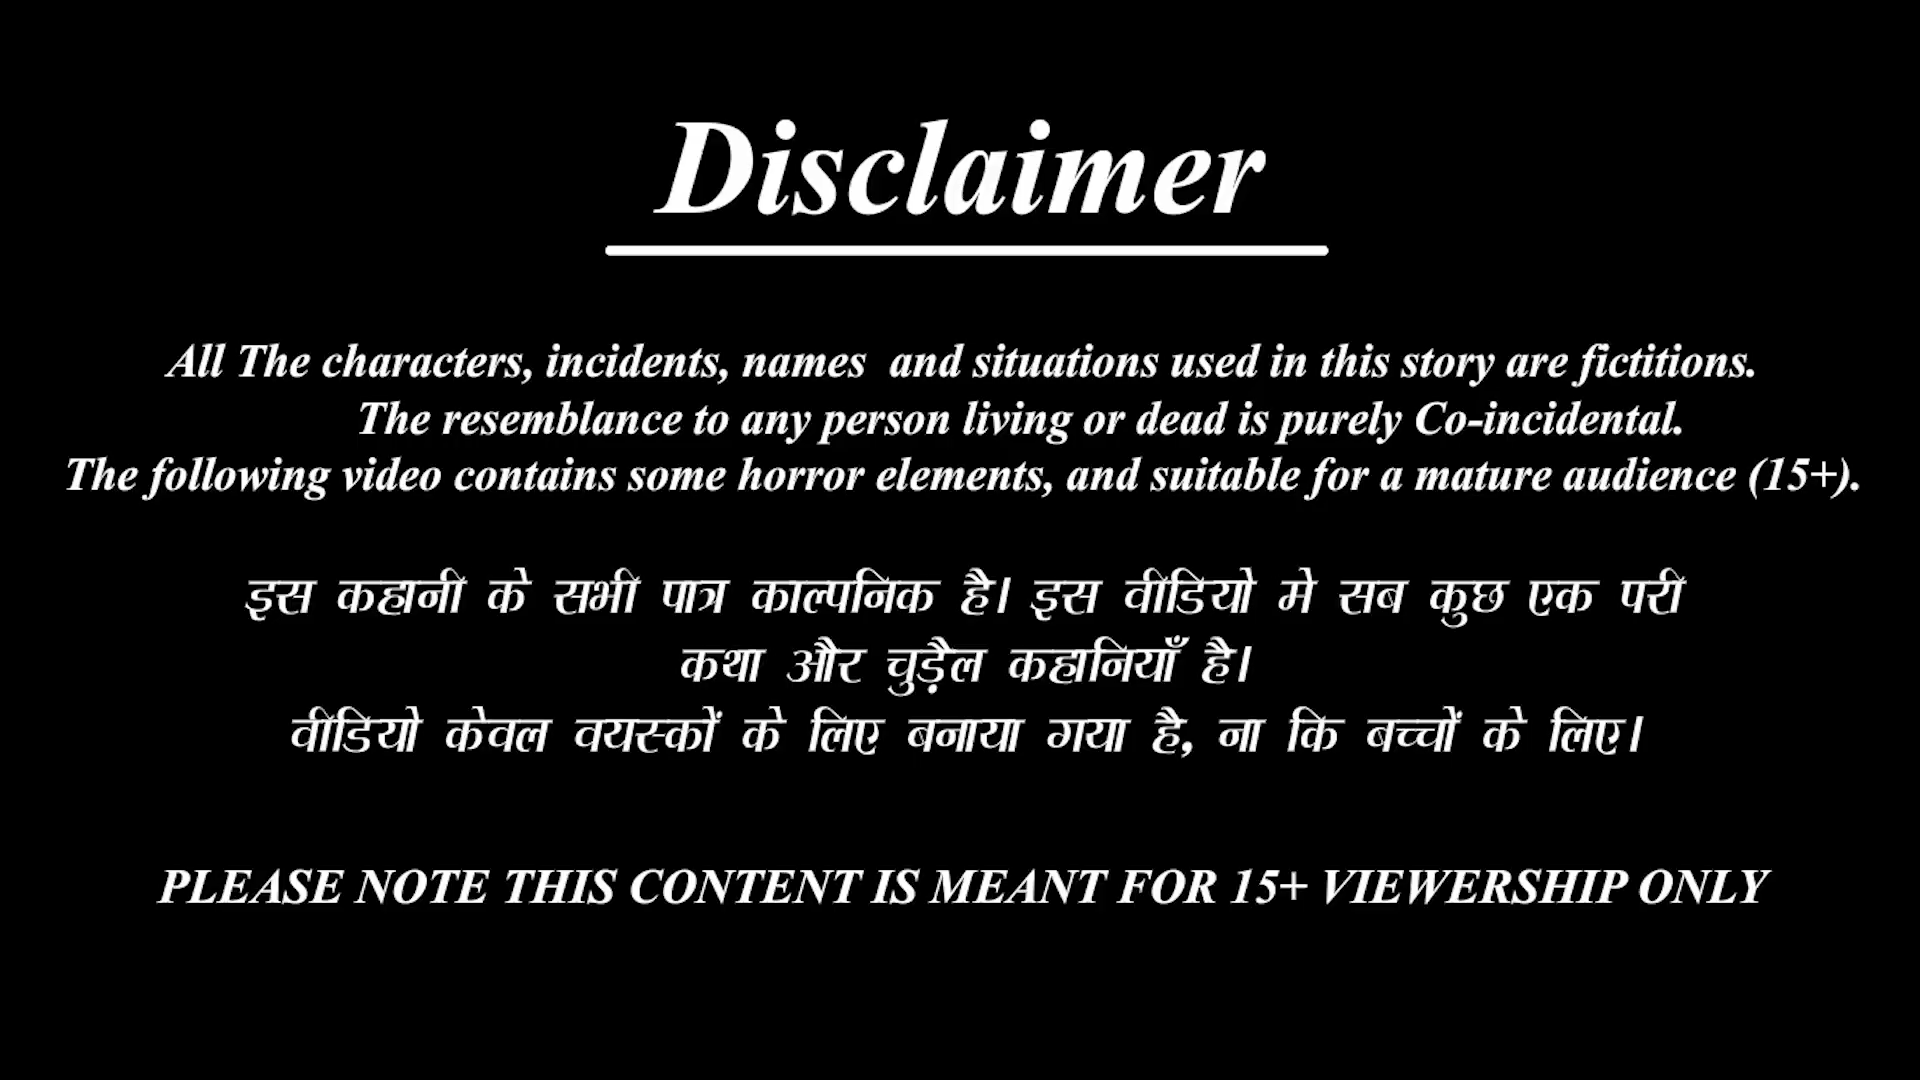 Disclaimer
All The characters, incidents, names and situations used in this story are fictitions.
The resemblance to any person living or dead is purely Co-incidental.
The following video contains some horror elements, and suitable for a mature audience (15+).
इस कहानी के सभी पात्र काल्पनिक है। इस वीडियो मे सब कुछ एक परी
कथा और चुड़ैल कहानियाँ है।
वीडियो केवल वयस्कों के लिए बनाया गया है, ना कि बच्चों के लिए।
PLEASE NOTE THIS CONTENT IS MEANT FOR 15+ VIEWERSHIP ONLY